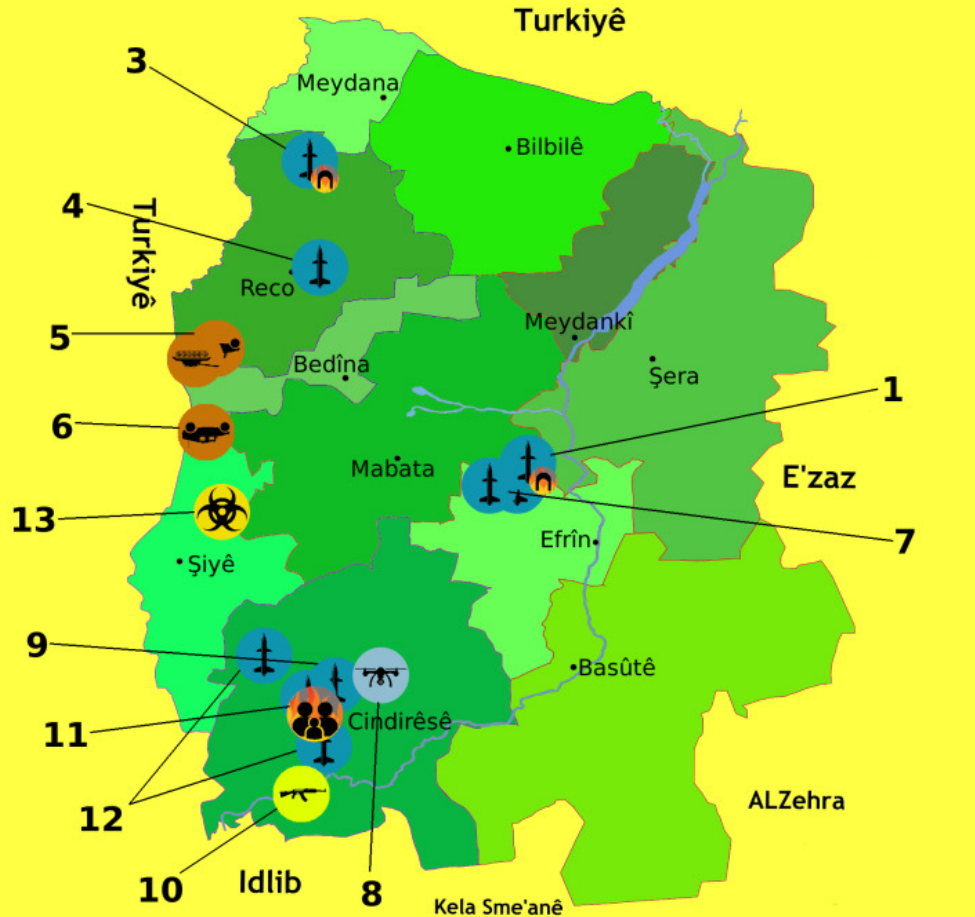 Turkiyê
3
Meydana
Bilbilê
4
Turkiyê
Reco
Meydankî
5
Bedîna
Şera
1
6
Mabata
E'zaz
13
7
Efrîn
Şiyê
9
Basûtê
11
Cindirêsê
12
ALZehra
10
Idlib
8
Kela Sme'anê